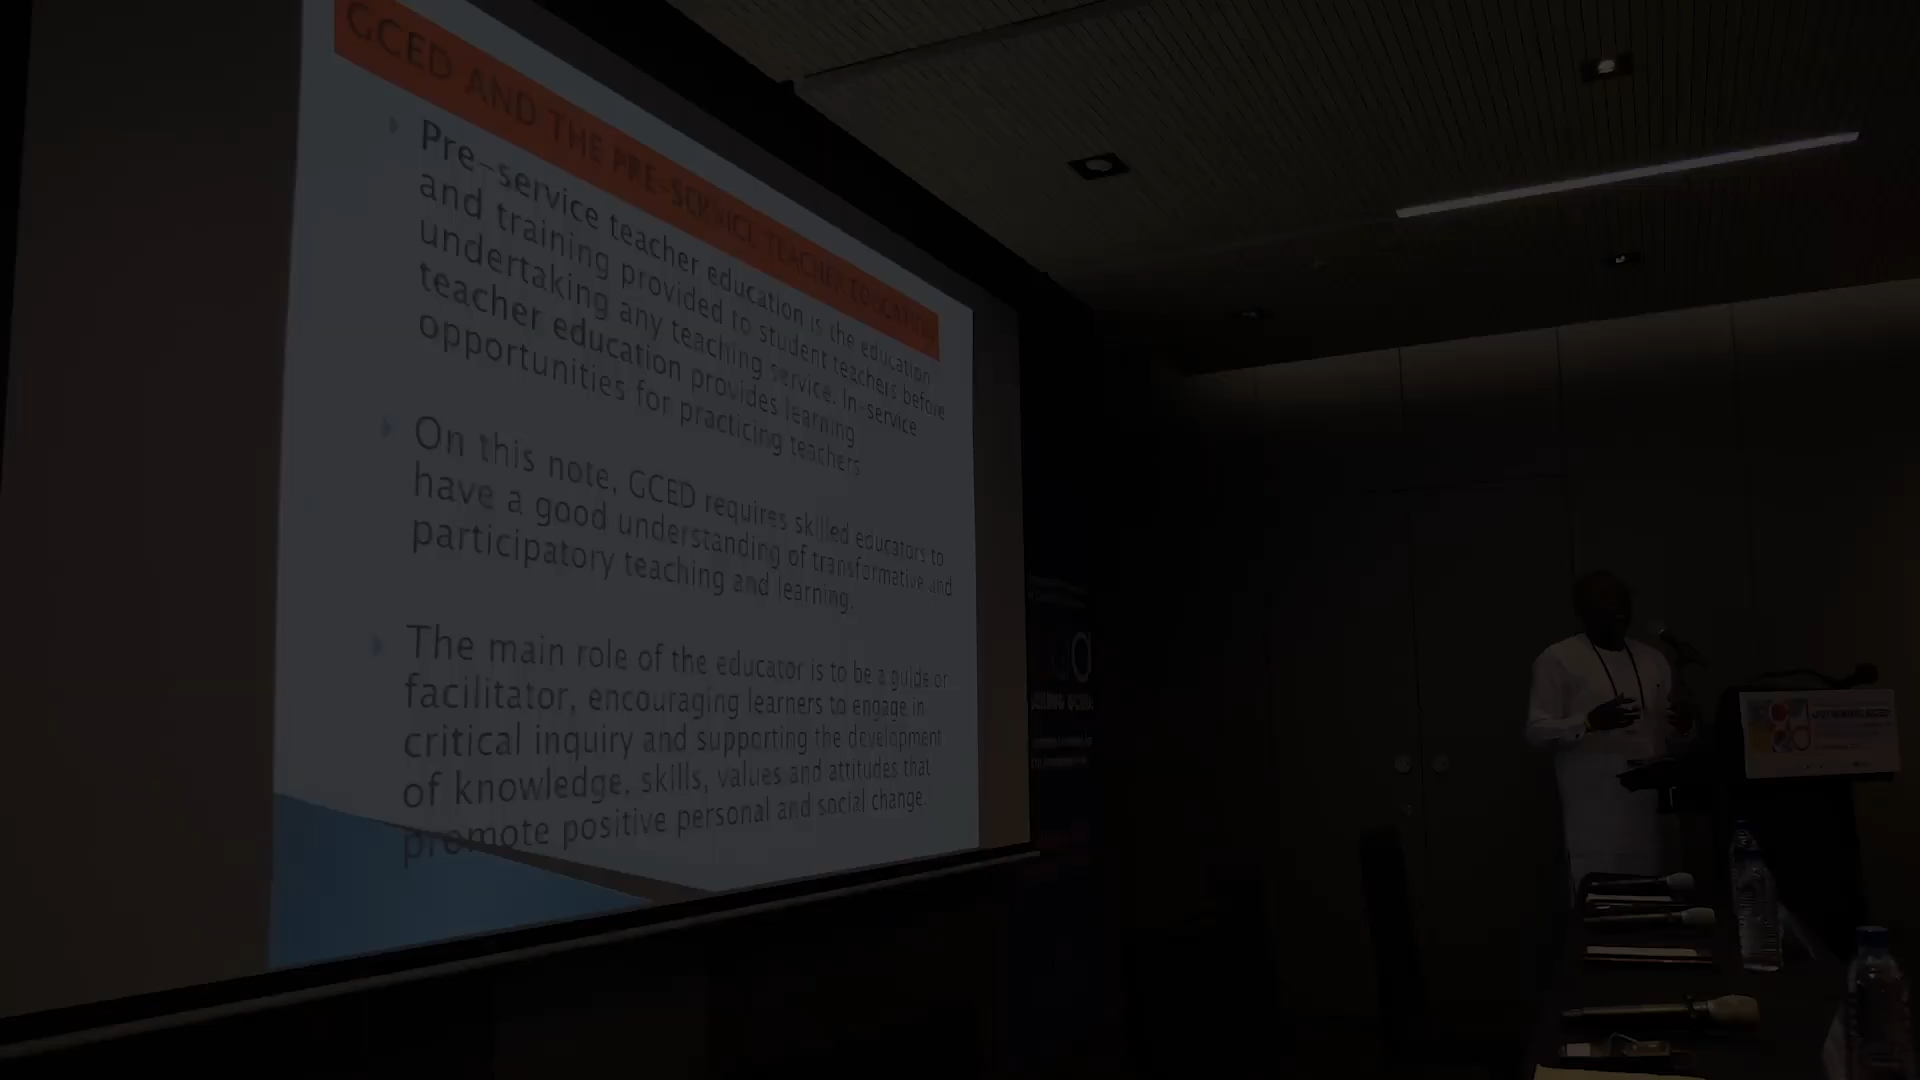 GCED AND THE PRE-SERVICE TEACHER EDUCATION
Pre-service teacher education is the education
and training provided to student teachers before
undertaking any teaching service. In-service
teacher education provides learning
opportunities for practicing teachers
On this note, GCED requires skilled educators to
have a good understanding of transformative and
participatory teaching and learning.
The main role of the educator is to be a guide or
facilitator, encouraging learners to engage in
critical inquiry and supporting the development
of knowledge, skills, values and attitudes that
promote positive personal and social change.